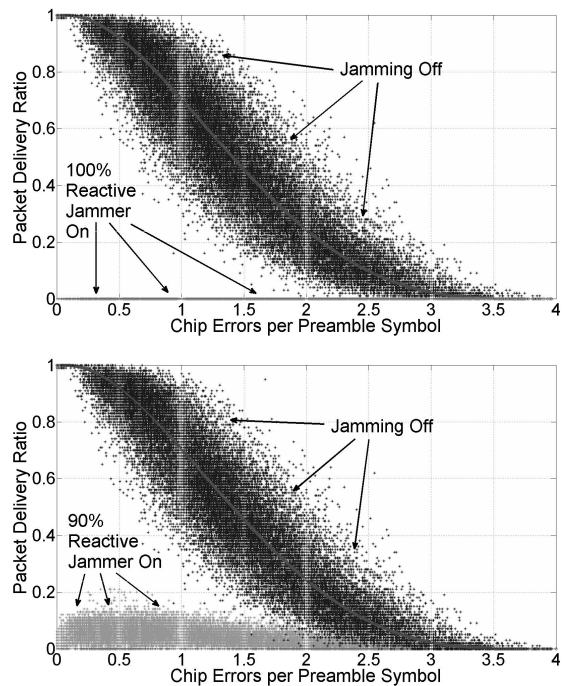 1
0.8
0.6
0.4
0.2
0
Packet Delivery Ratio
Jamming Off
100%
Reactive
Jammer
On
0.5 1 1.5 2 2.5 3 3.5 4
Chip Errors per Preamble Symbol
1
0.8
0.6
0.4
0.2
0
Packet Delivery Ratio
Jamming Off
90%
Reactive
Jammer On
0 0.5 1 1.5 2 2.5 3 3.5 4
Chip Errors per Preamble Symbol